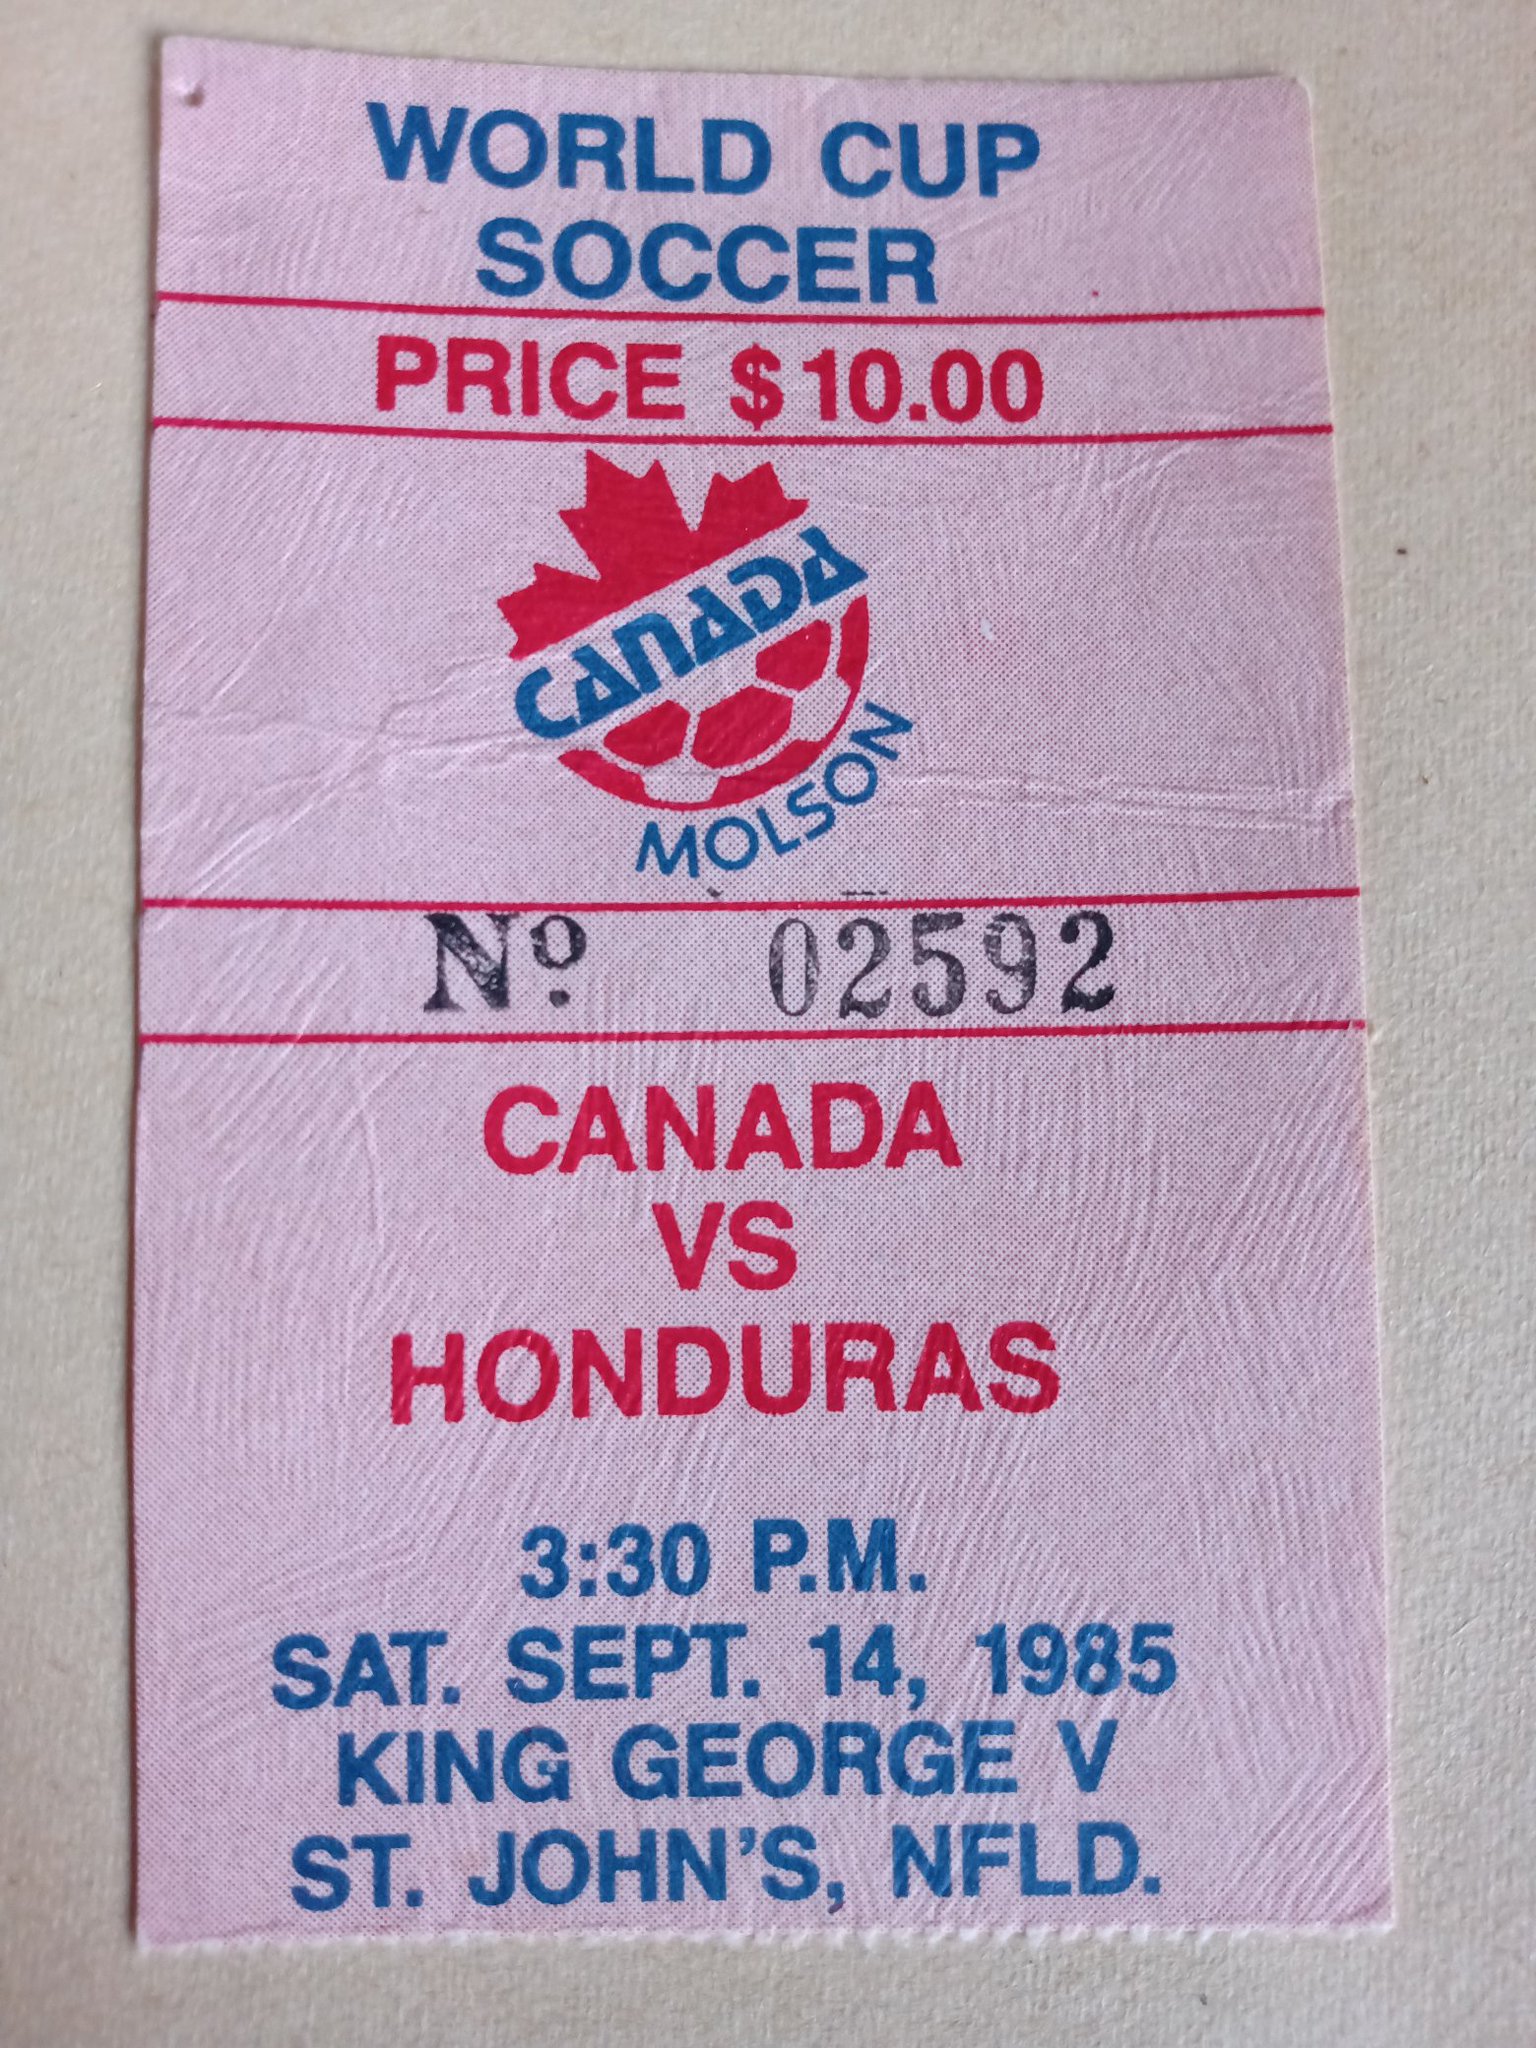 WORLD CUP
SOCCER
PRICE $10.00
CANADA
MOLSON
Nº. 02592
CANADA
VS
HONDURAS
3:30 P.M.
SAT. SEPT. 14, 1985
KING GEORGE V
ST. JOHN'S, NFLD.